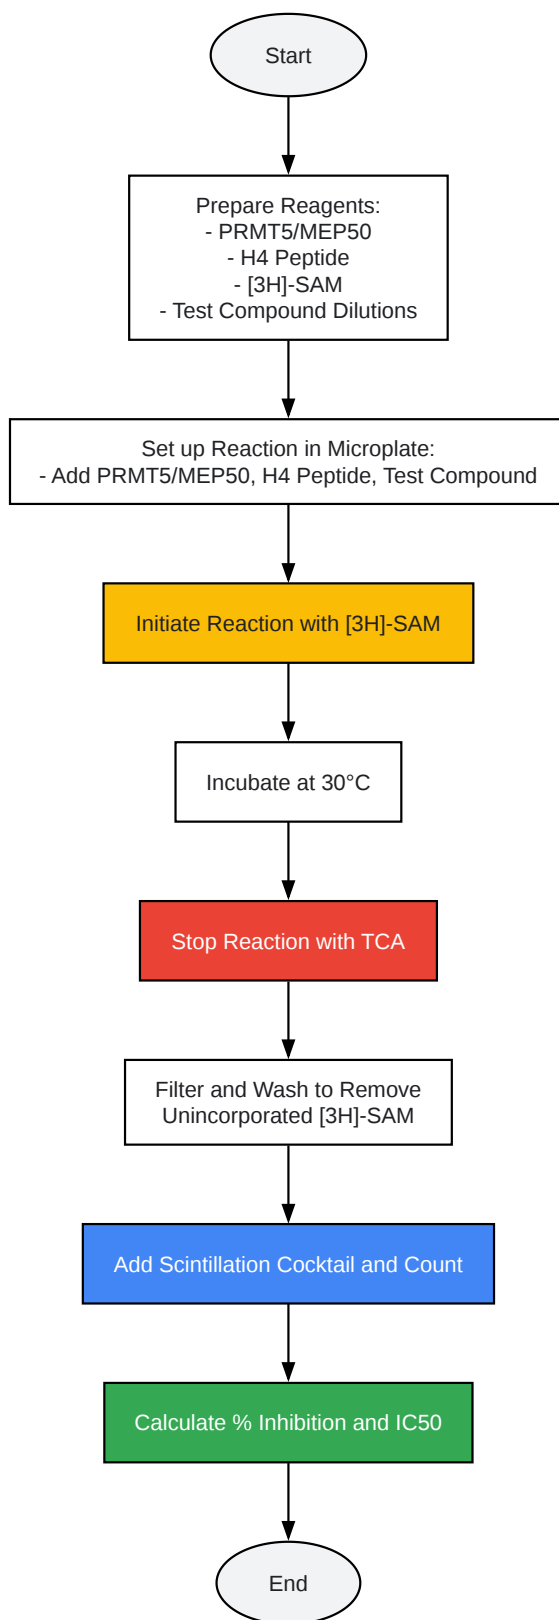 Start
Prepare Reagents:
- PRMT5/MEP50
- H4 Peptide
- [3H]-SAM
- Test Compound Dilutions
Set up Reaction in Microplate:
- Add PRMT5/MEP50, H4 Peptide, Test Compound
Initiate Reaction with [3H]-SAM
Incubate at 30°C
Stop Reaction with TCA
Filter and Wash to Remove
Unincorporated [3H]-SAM
Add Scintillation Cocktail and Count
Calculate % Inhibition and IC50
End